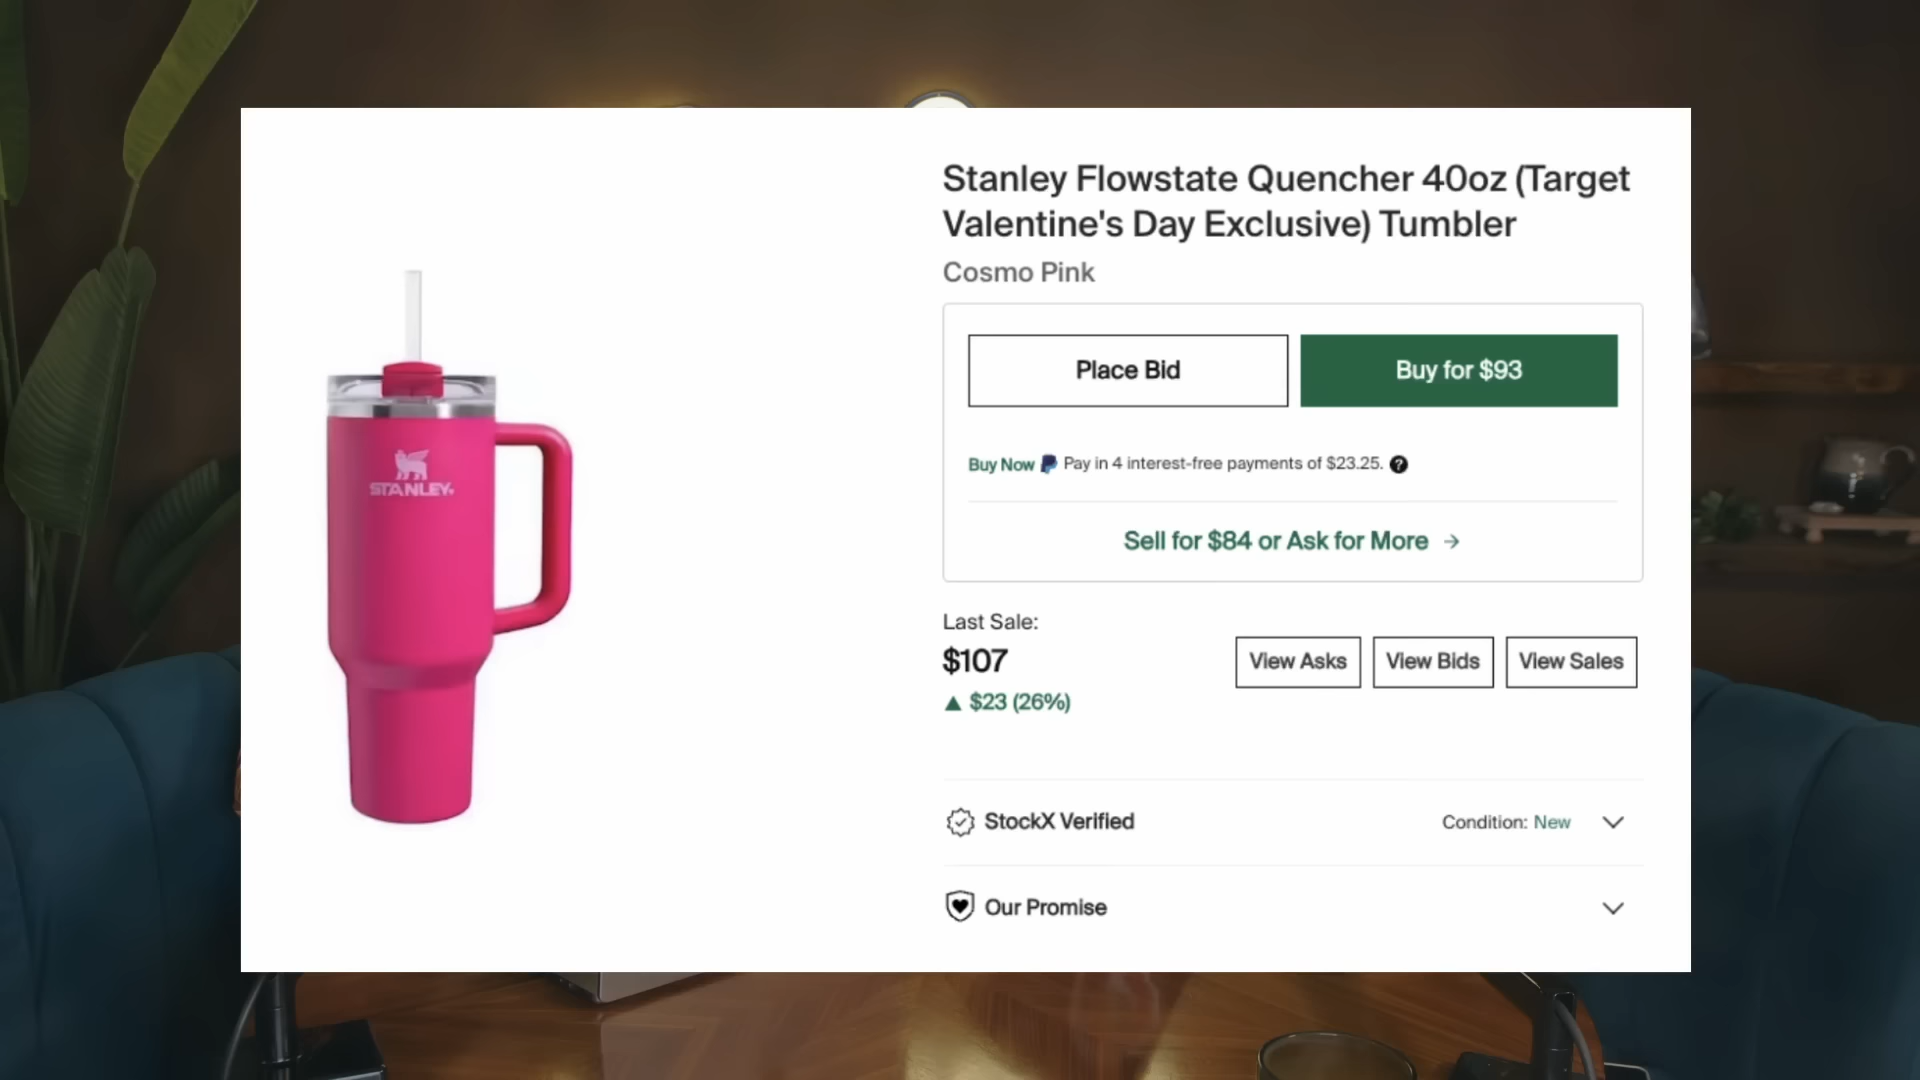 Stanley Flowstate Quencher 40oz (Target
Valentine's Day Exclusive) Tumbler
Cosmo Pink
Place Bid
Buy for $93
Buy Now
Pay in 4 interest-free payments of $23.25.
Sell for $84 or Ask for More →
Last Sale:
$107
▲ $23 (26%)
View Asks
View Bids
View Sales
StockX Verified
Condition: New
Our Promise
STANLEY